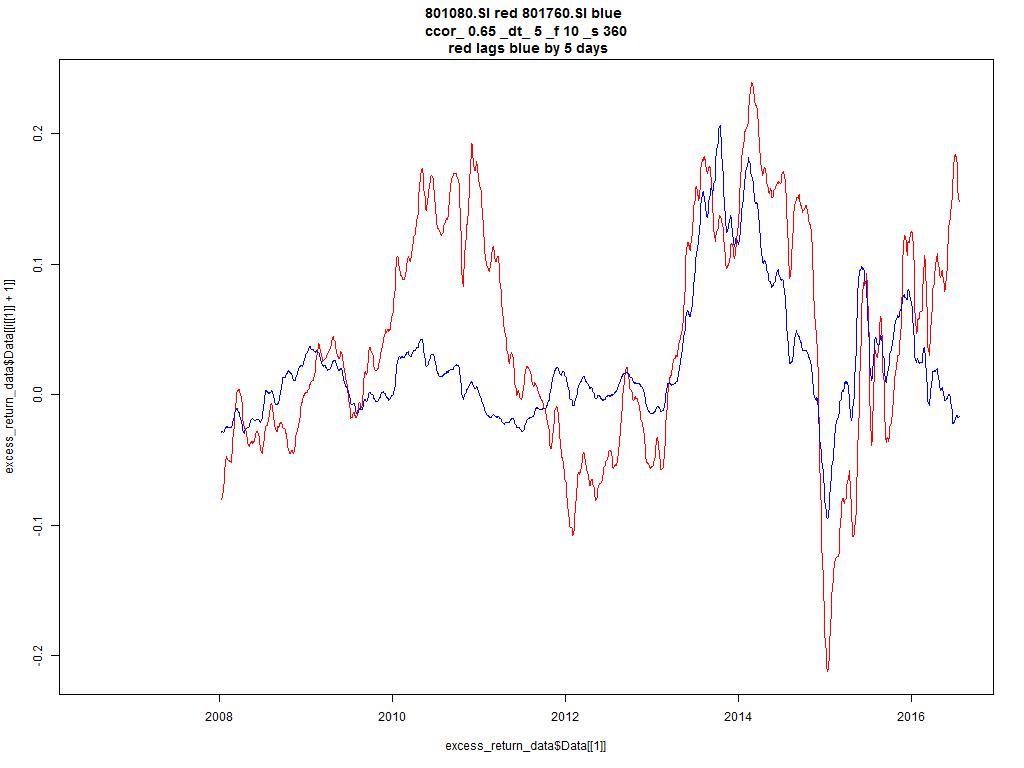 801080.SI red 801760.SI blue
ccor_ 0.65 _dt_ 5 _f 10 _s 360
red lags blue by 5 days
excess_return_data$Data[[i[[1]] + 1]]
0.2
0.1
0.0
-0.1
-0.2
2008 2010 2012 2014 2016
excess_return_data$Data[[1]]